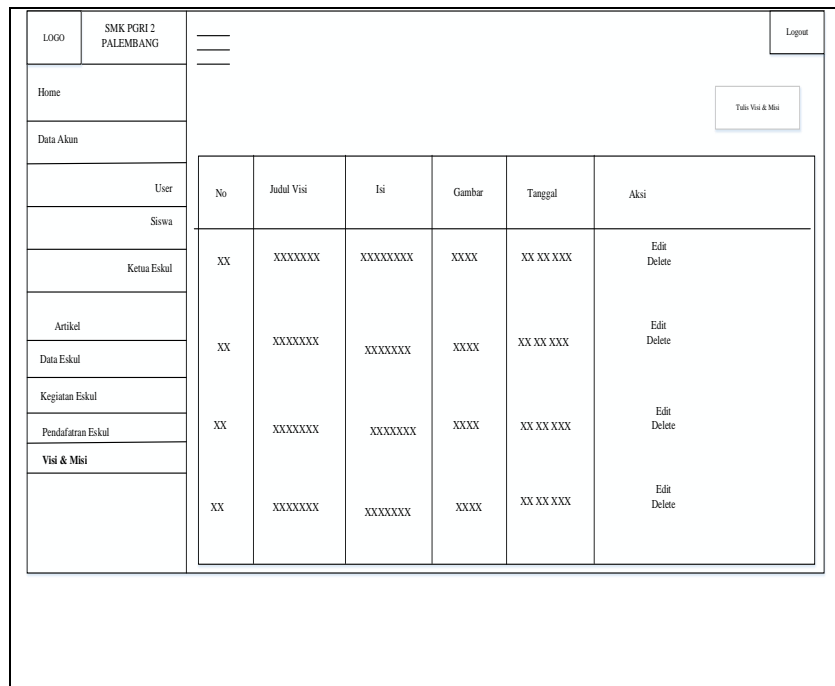 LOGO
SMK PGRI 2
PALEMBANG
Logout
Home
Data Akun
User
Siswa
Ketua Eskul
Artikel
Data Eskul
Kegiatan Eskul
Pendafatran Eskul
Visi & Misi
Tulis Visi & Misi
No Judul Visi Isi Gambar Tanggal Aksi
XX XXXXXXX XXXXXXXX XXXX XX XX XXX Edit
Delete
XX XXXXXXX XXXXXXX XXXX XX XX XXX Edit
Delete
XX XXXXXXX XXXXXXX XXXX XX XX XXX Edit
Delete
XX XXXXXXX XXXXXXX XXXX XX XX XXX Edit
Delete